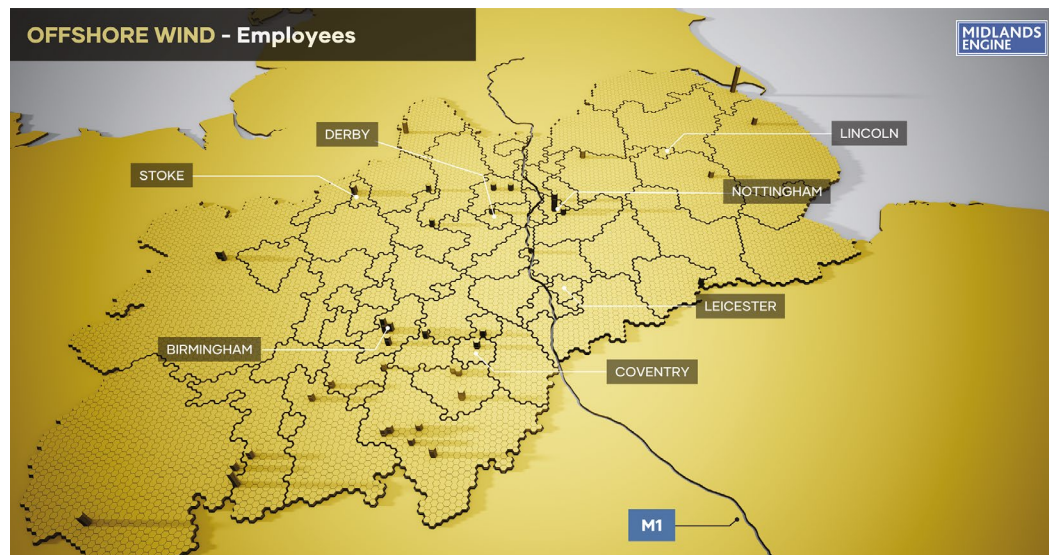 OFFSHORE WIND - Employees
MIDLANDS
ENGINE
DERBY
LINCOLN
STOKE
NOTTINGHAM
LEICESTER
BIRMINGHAM
COVENTRY
M1